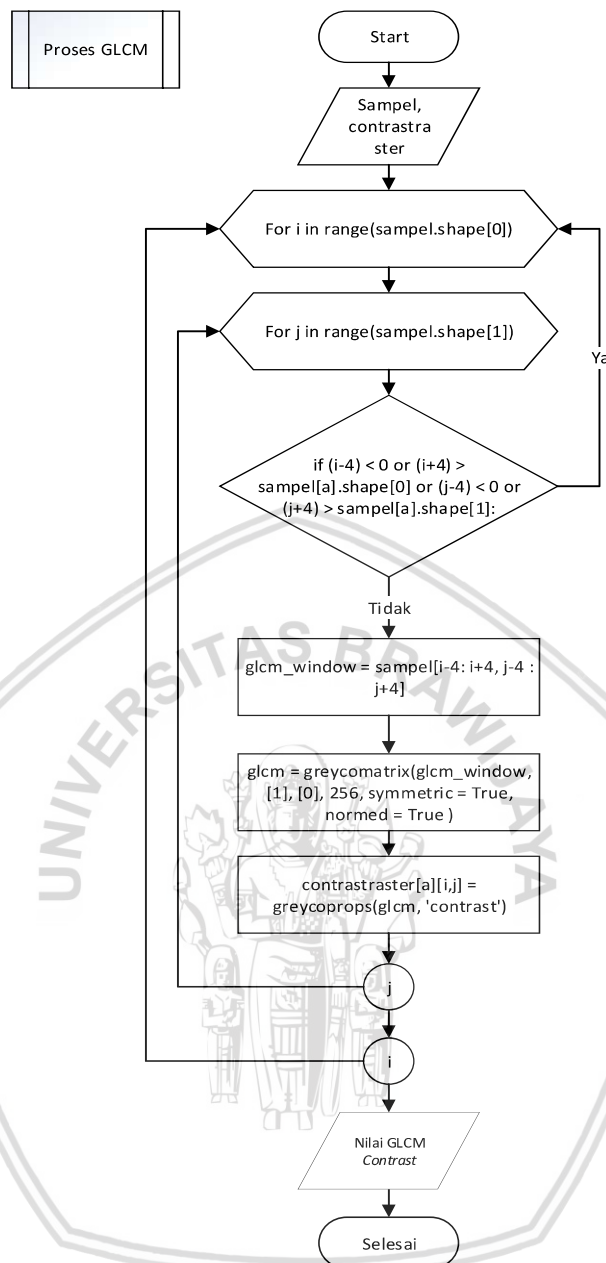 Proses GLCM
Start
Sampel,
contrastra
ster
For i in range(sampel.shape[0])
For j in range(sampel.shape[1])
Ya
if (i-4) < 0 or (i+4) >
sampel[a].shape[0] or (j-4) < 0 or
(j+4) > sampel[a].shape[1]:
Tidak
glcm_window = sampel[i-4: i+4, j-4 :
j+4]
glcm = greycomatrix(glcm_window,
[1], [0], 256, symmetric = True,
normed = True )
contrastraster[a][i,j] =
greycoprops(glcm, 'contrast')
j
i
Nilai GLCM
Contrast
Selesai
UNIVERSITAS BRAWIJAYA